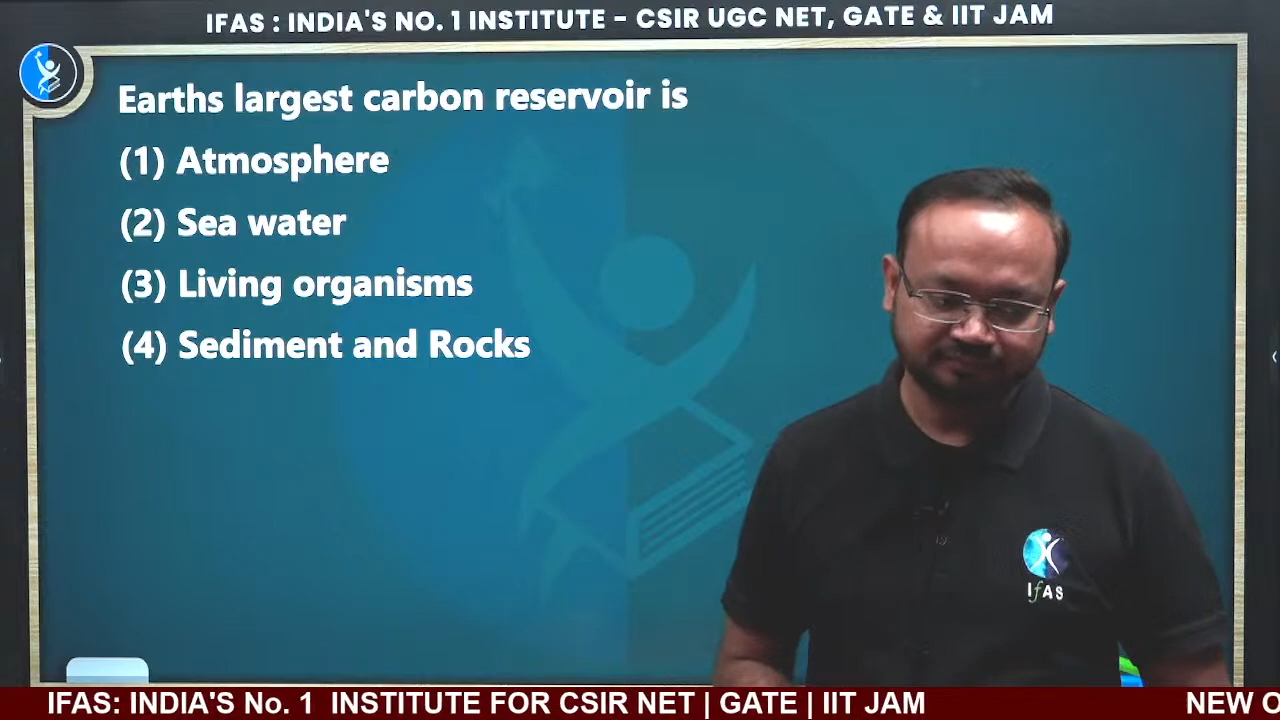 IFAS : INDIA'S NO. 1 INSTITUTE - CSIR UGC NET, GATE & IIT JAM
Earths largest carbon reservoir is
(1) Atmosphere
(2) Sea water
(3) Living organisms
(4) Sediment and Rocks
IFAS
IFAS: INDIA'S No. 1 INSTITUTE FOR CSIR NET | GATE | IIT JAM NEW